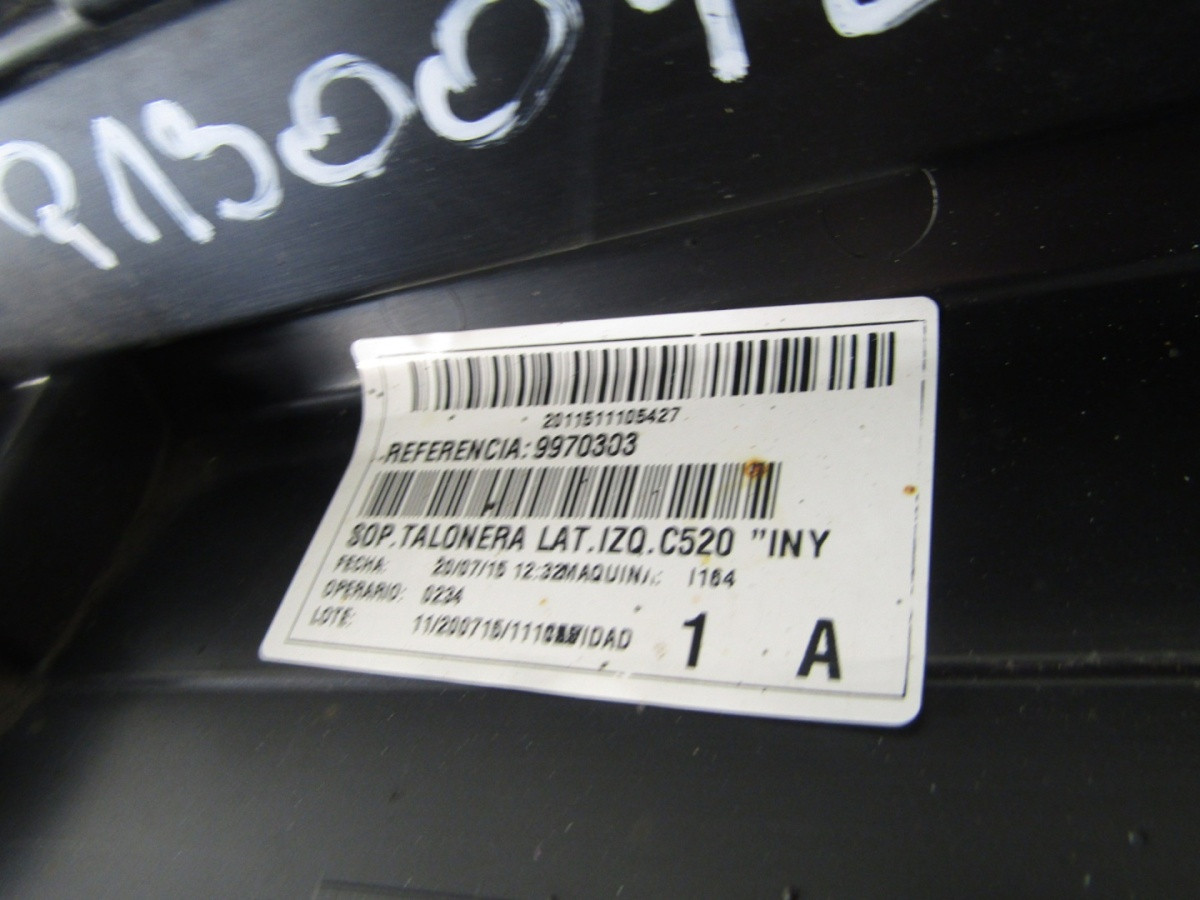 2011511105427
REFERENCIA: 9970303
SOP.TALONERA LAT.IZQ.C520 "INY
FECHA: 20/07/15 12:32 I164
OPERARIO: 0234
LOTE: 1 A